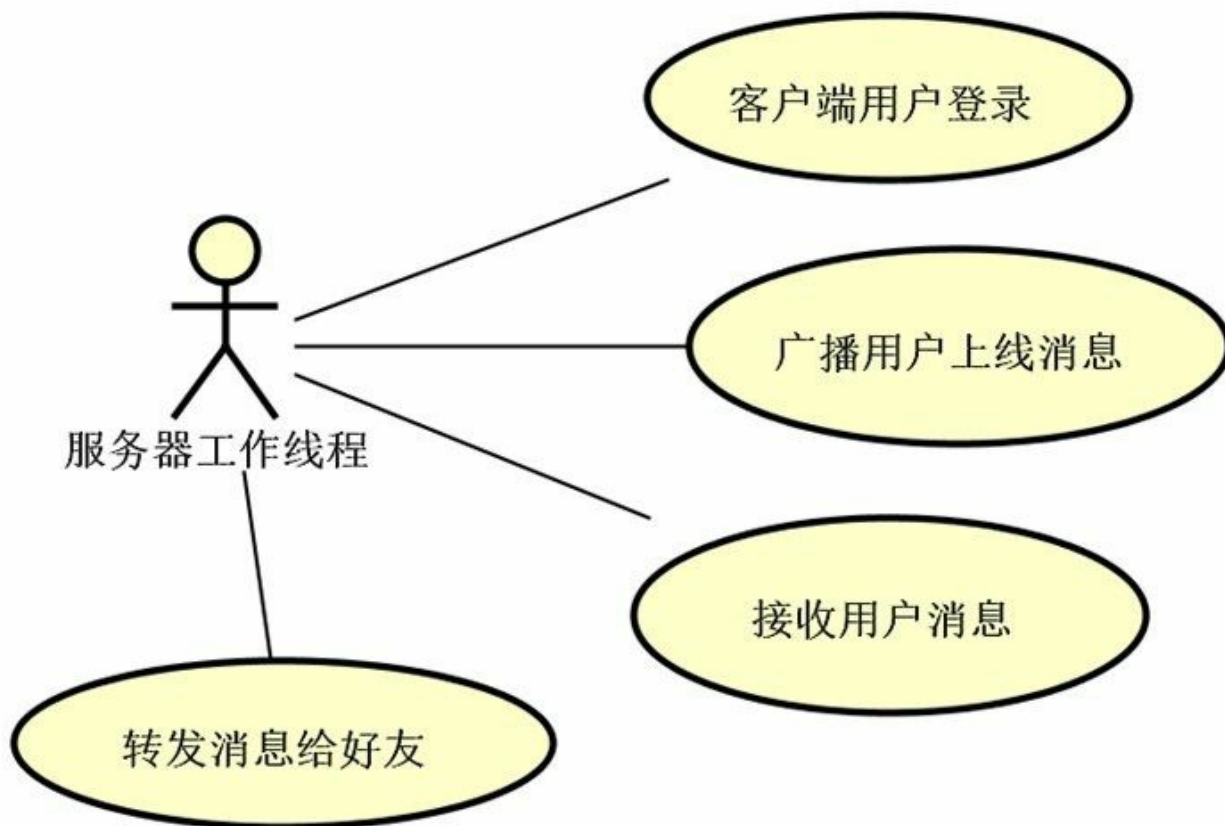 客户端用户登录
广播用户上线消息
服务器工作线程
接收用户消息
转发消息给好友